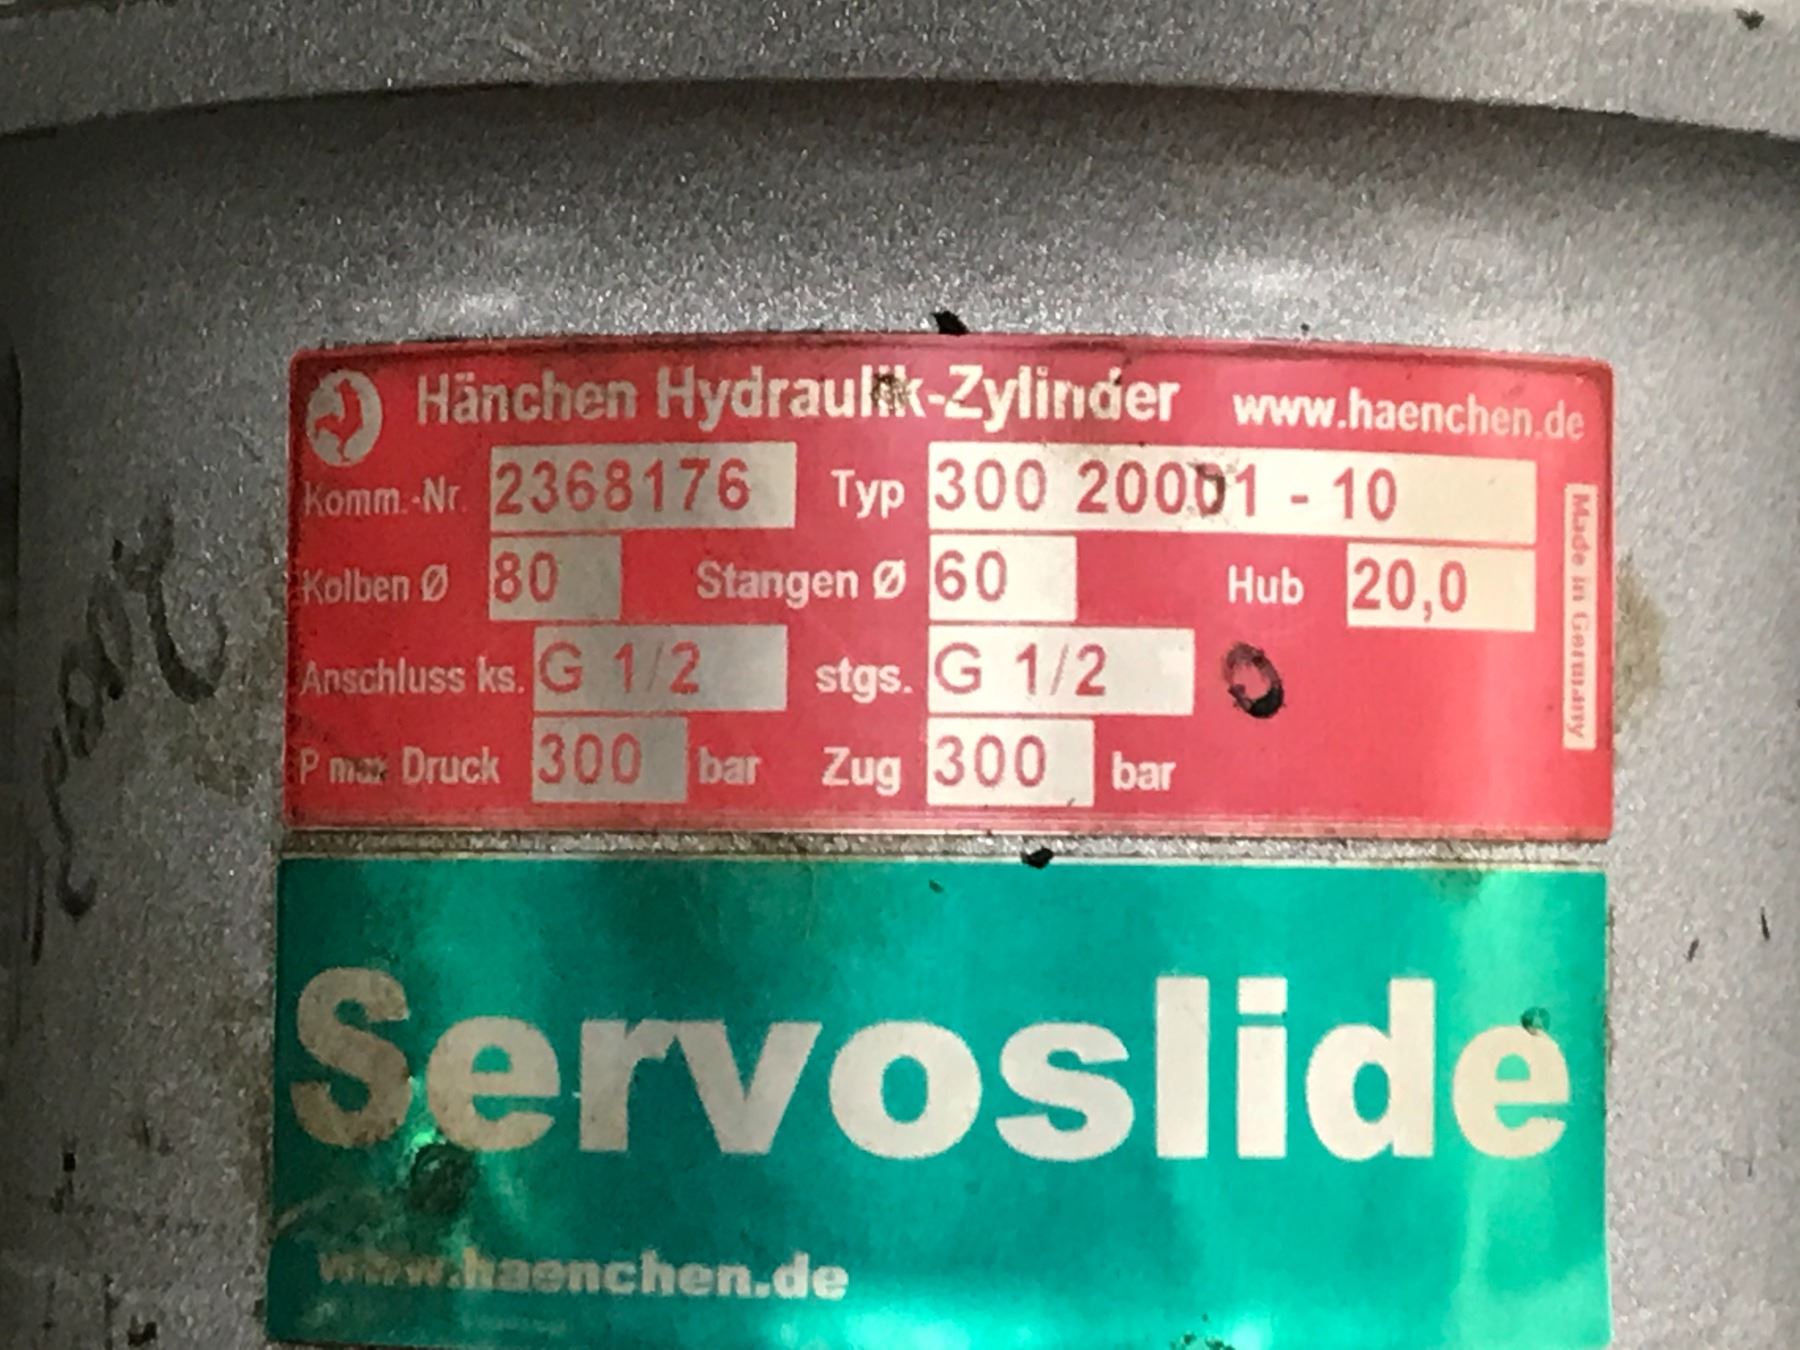 Hänchen Hydraulik-Zylinder www.haenchen.de
Komm.-Nr. 2368176 Typ 300 20001 - 10
Kolben Ø 80 Stangen Ø 60 Hub 20,0
Anschluss ks. G 1/2 stgs. G 1/2
P max Druck 300 bar Zug 300 bar
Made in Germany
Servoslide
www.haenchen.de